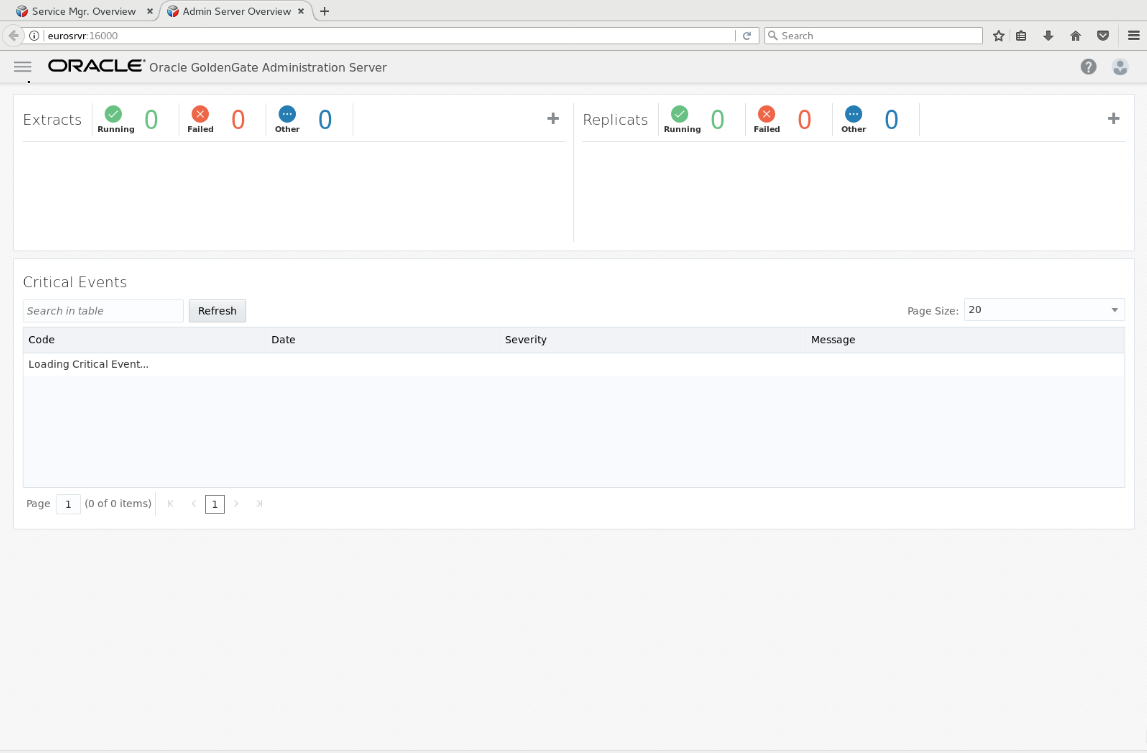 Service Mgr. Overview
Admin Server Overview
eurosrvr:16000
Search
ORACLE Oracle GoldenGate Administration Server
Extracts Running 0 Failed 0 Other 0
Replicats Running 0 Failed 0 Other 0
Critical Events
Search in table Refresh Page Size: 20
Code Date Severity Message
Loading Critical Event...
Page 1 (0 of 0 items) 1